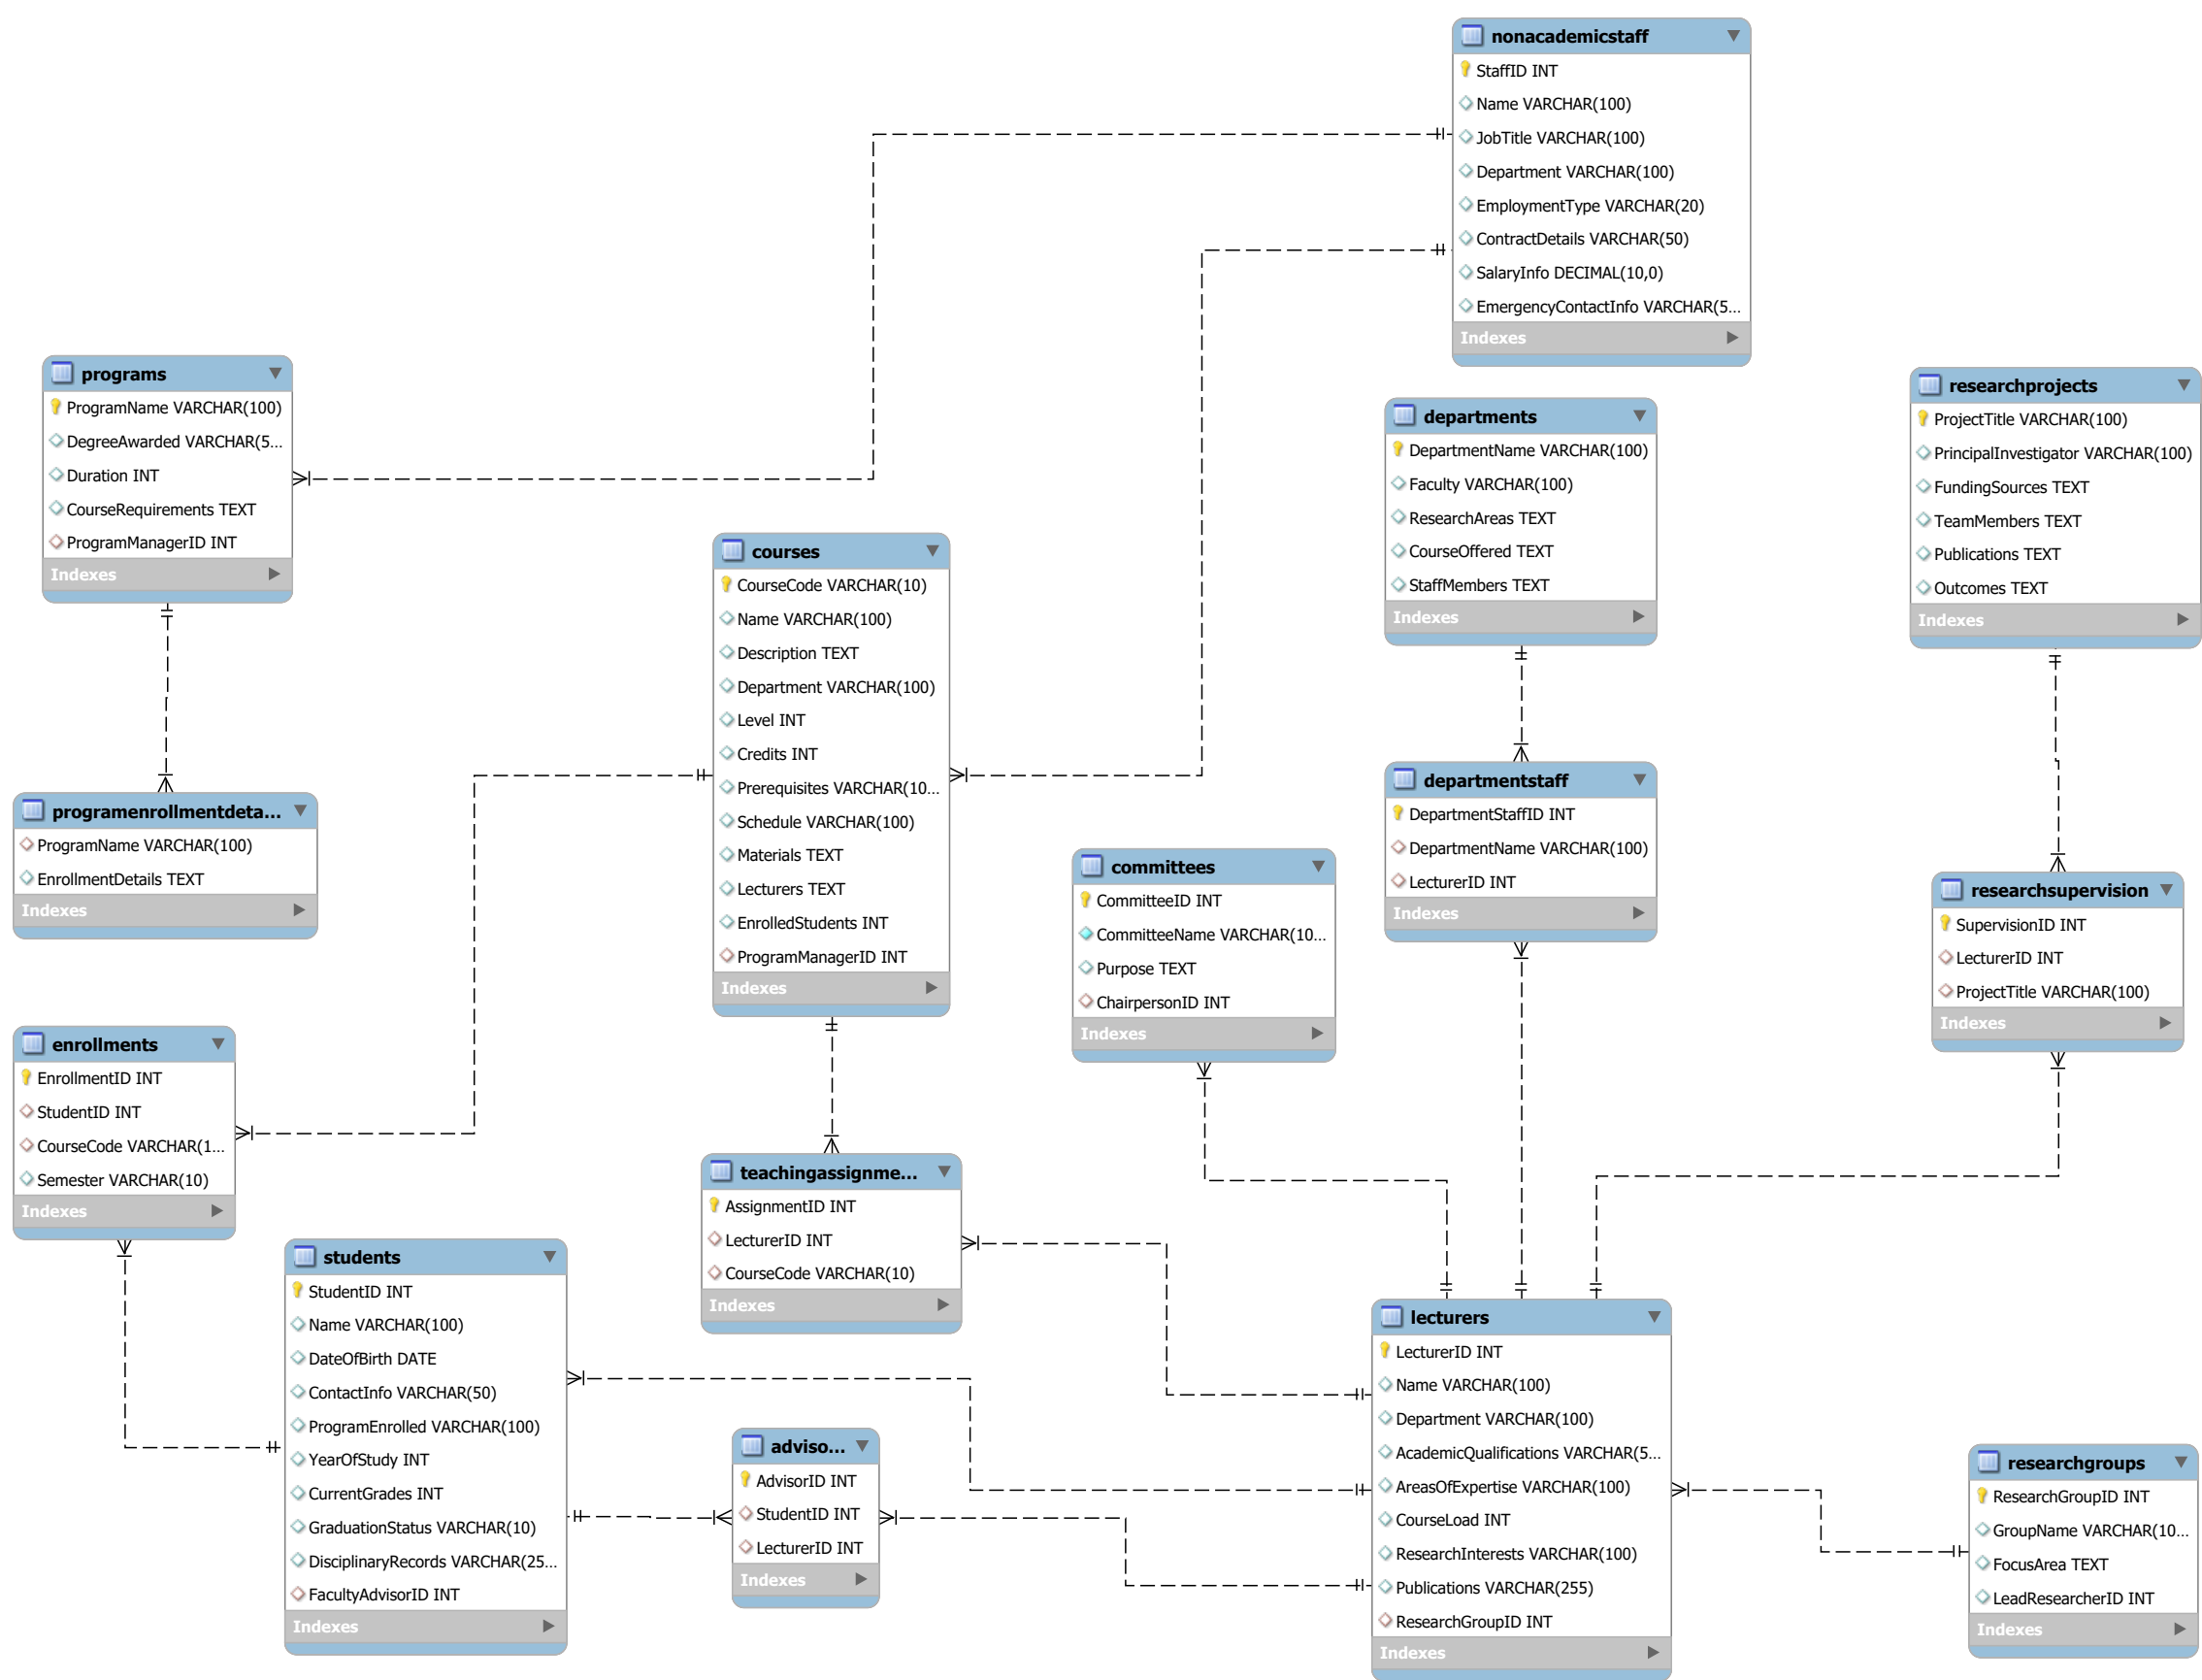 nonacademicstaff
StaffID INT
Name VARCHAR(100)
JobTitle VARCHAR(100)
Department VARCHAR(100)
EmploymentType VARCHAR(20)
ContractDetails VARCHAR(50)
SalaryInfo DECIMAL(10,0)
EmergencyContactInfo VARCHAR(5...
Indexes
programs
ProgramName VARCHAR(100)
DegreeAwarded VARCHAR(5...
Duration INT
CourseRequirements TEXT
ProgramManagerID INT
Indexes
researchprojects
ProjectTitle VARCHAR(100)
PrincipalInvestigator VARCHAR(100)
FundingSources TEXT
TeamMembers TEXT
Publications TEXT
Outcomes TEXT
Indexes
departments
DepartmentName VARCHAR(100)
Faculty VARCHAR(100)
ResearchAreas TEXT
CourseOffered TEXT
StaffMembers TEXT
Indexes
courses
CourseCode VARCHAR(10)
Name VARCHAR(100)
Description TEXT
Department VARCHAR(100)
Level INT
Credits INT
Prerequisites VARCHAR(10...
Schedule VARCHAR(100)
Materials TEXT
Lecturers TEXT
EnrolledStudents INT
ProgramManagerID INT
Indexes
departmentstaff
DepartmentStaffID INT
DepartmentName VARCHAR(100)
LecturerID INT
Indexes
programenrollmentdeta...
ProgramName VARCHAR(100)
EnrollmentDetails TEXT
Indexes
committees
CommitteeID INT
CommitteeName VARCHAR(10...
Purpose TEXT
ChairpersonID INT
Indexes
researchsupervision
SupervisionID INT
LecturerID INT
ProjectTitle VARCHAR(100)
Indexes
enrollments
EnrollmentID INT
StudentID INT
CourseCode VARCHAR(1...
Semester VARCHAR(10)
Indexes
teachingassignme...
AssignmentID INT
LecturerID INT
CourseCode VARCHAR(10)
Indexes
students
StudentID INT
Name VARCHAR(100)
DateOfBirth DATE
ContactInfo VARCHAR(50)
ProgramEnrolled VARCHAR(100)
YearOfStudy INT
CurrentGrades INT
GraduationStatus VARCHAR(10)
DisciplinaryRecords VARCHAR(25...
FacultyAdvisorID INT
Indexes
lecturers
LecturerID INT
Name VARCHAR(100)
Department VARCHAR(100)
AcademicQualifications VARCHAR(5...
AreasOfExpertise VARCHAR(100)
CourseLoad INT
ResearchInterests VARCHAR(100)
Publications VARCHAR(255)
ResearchGroupID INT
Indexes
adviso...
AdvisorID INT
StudentID INT
LecturerID INT
Indexes
researchgroups
ResearchGroupID INT
GroupName VARCHAR(10...
FocusArea TEXT
LeadResearcherID INT
Indexes